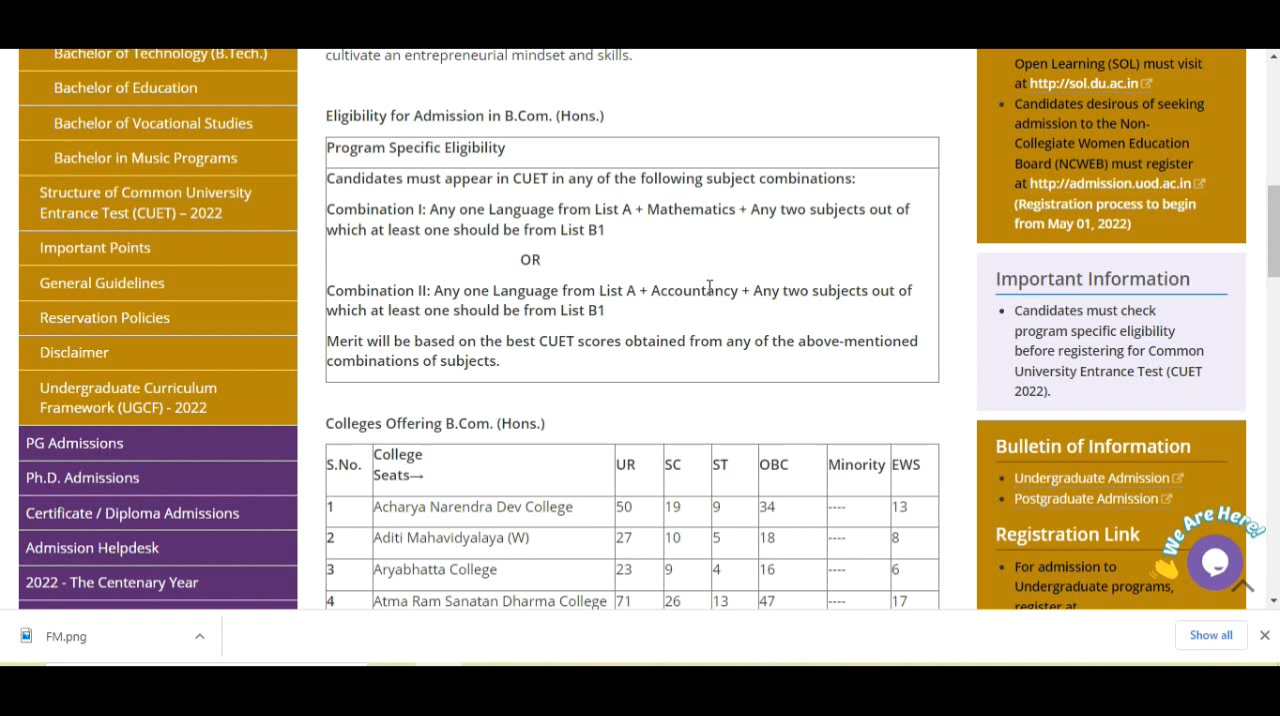 Bachelor of Technology (B.Tech.)
Bachelor of Education
Bachelor of Vocational Studies
Bachelor in Music Programs
Structure of Common University
Entrance Test (CUET) – 2022
Important Points
General Guidelines
Reservation Policies
Disclaimer
Undergraduate Curriculum
Framework (UGCF) - 2022
PG Admissions
Ph.D. Admissions
Certificate / Diploma Admissions
Admission Helpdesk
2022 - The Centenary Year
cultivate an entrepreneurial mindset and skills.
Eligibility for Admission in B.Com. (Hons.)
Program Specific Eligibility
Candidates must appear in CUET in any of the following subject combinations:
Combination I: Any one Language from List A + Mathematics + Any two subjects out of
which at least one should be from List B1
OR
Combination II: Any one Language from List A + Accountancy + Any two subjects out of
which at least one should be from List B1
Merit will be based on the best CUET scores obtained from any of the above-mentioned
combinations of subjects.
Colleges Offering B.Com. (Hons.)
S.No. College Seats→ UR SC ST OBC Minority EWS
1 Acharya Narendra Dev College 50 19 9 34 ---- 13
2 Aditi Mahavidyalaya (W) 27 10 5 18 ---- 8
3 Aryabhatta College 23 9 4 16 ---- 6
4 Atma Ram Sanatan Dharma College 71 26 13 47 ---- 17
Open Learning (SOL) must visit
at http://sol.du.ac.in
• Candidates desirous of seeking
admission to the Non-
Collegiate Women Education
Board (NCWEB) must register
at http://admission.uod.ac.in
(Registration process to begin
from May 01, 2022)
Important Information
• Candidates must check
program specific eligibility
before registering for Common
University Entrance Test (CUET
2022).
Bulletin of Information
• Undergraduate Admission
• Postgraduate Admission
Registration Link
• For admission to
Undergraduate programs,
register at
We Are Here!
FM.png
Show all